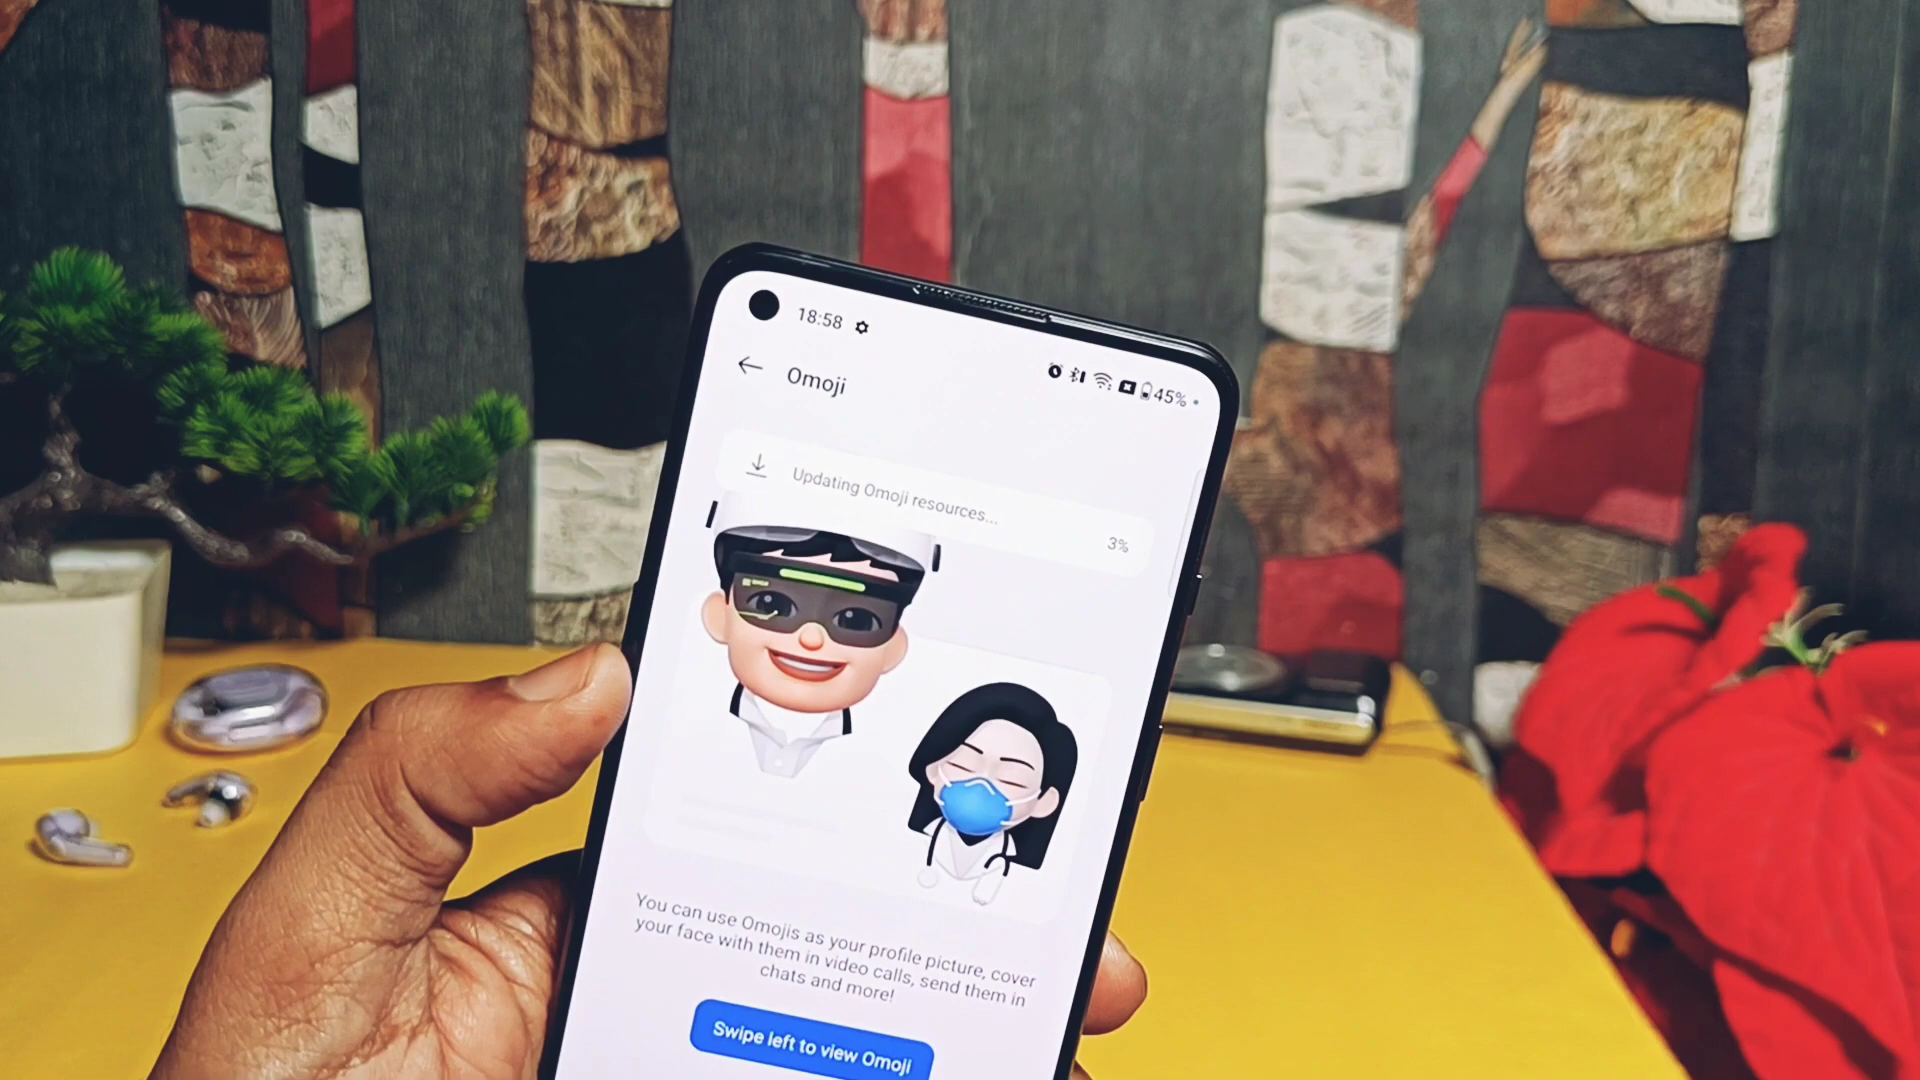 18:58
45%
Omoji
Updating Omoji resources...
3%
You can use Omojis as your profile picture, cover
your face with them in video calls, send them in
chats and more!
Swipe left to view Omoji